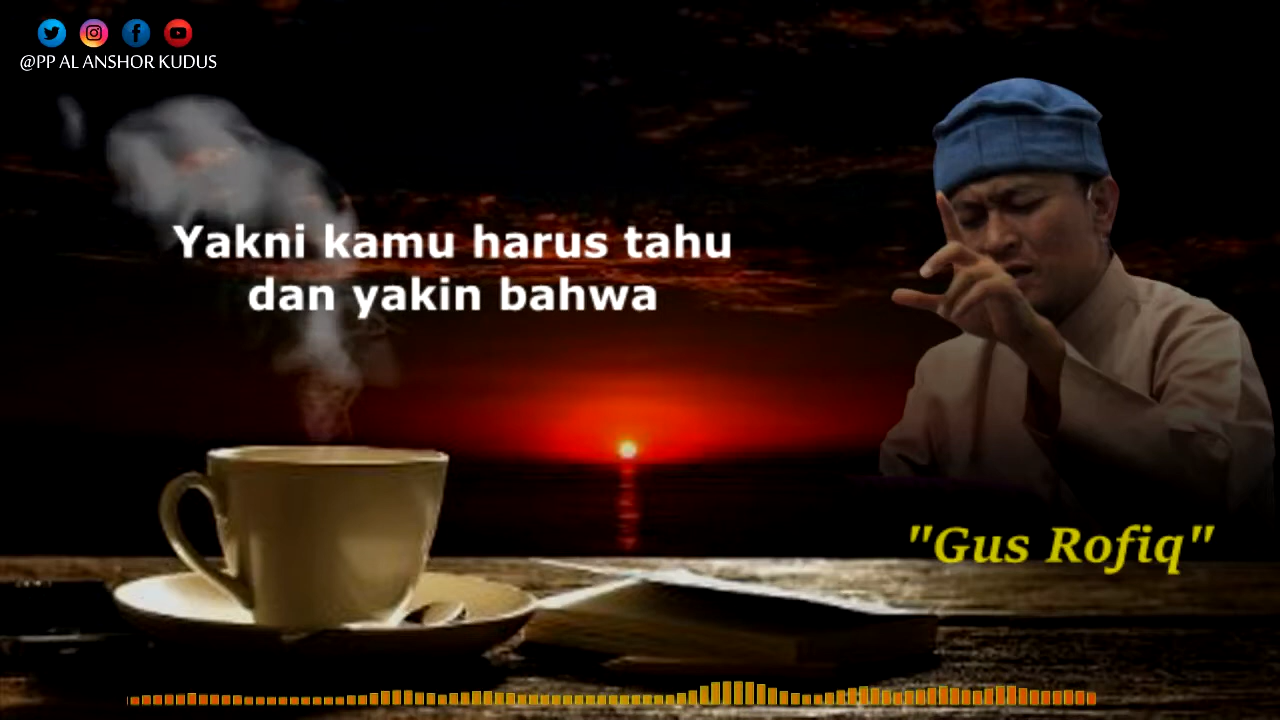 @PP AL ANSHOR KUDUS
Yakni kamu harus tahu
dan yakin bahwa
"Gus Rofiq"